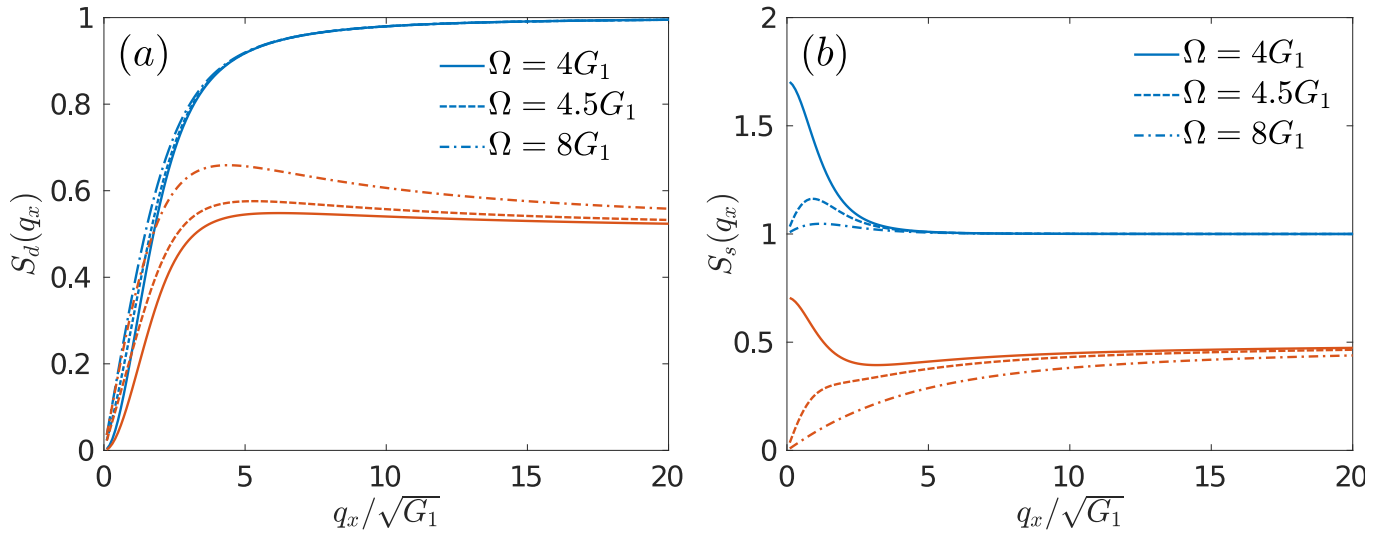 (a)
Ω = 4G₁
Ω = 4.5G₁
Ω = 8G₁
S_d(q_x)
1
0.8
0.6
0.4
0.2
0
0 5 10 15 20
q_x/√G₁
(b)
Ω = 4G₁
Ω = 4.5G₁
Ω = 8G₁
S_s(q_x)
2
1.5
1
0.5
0
0 5 10 15 20
q_x/√G₁